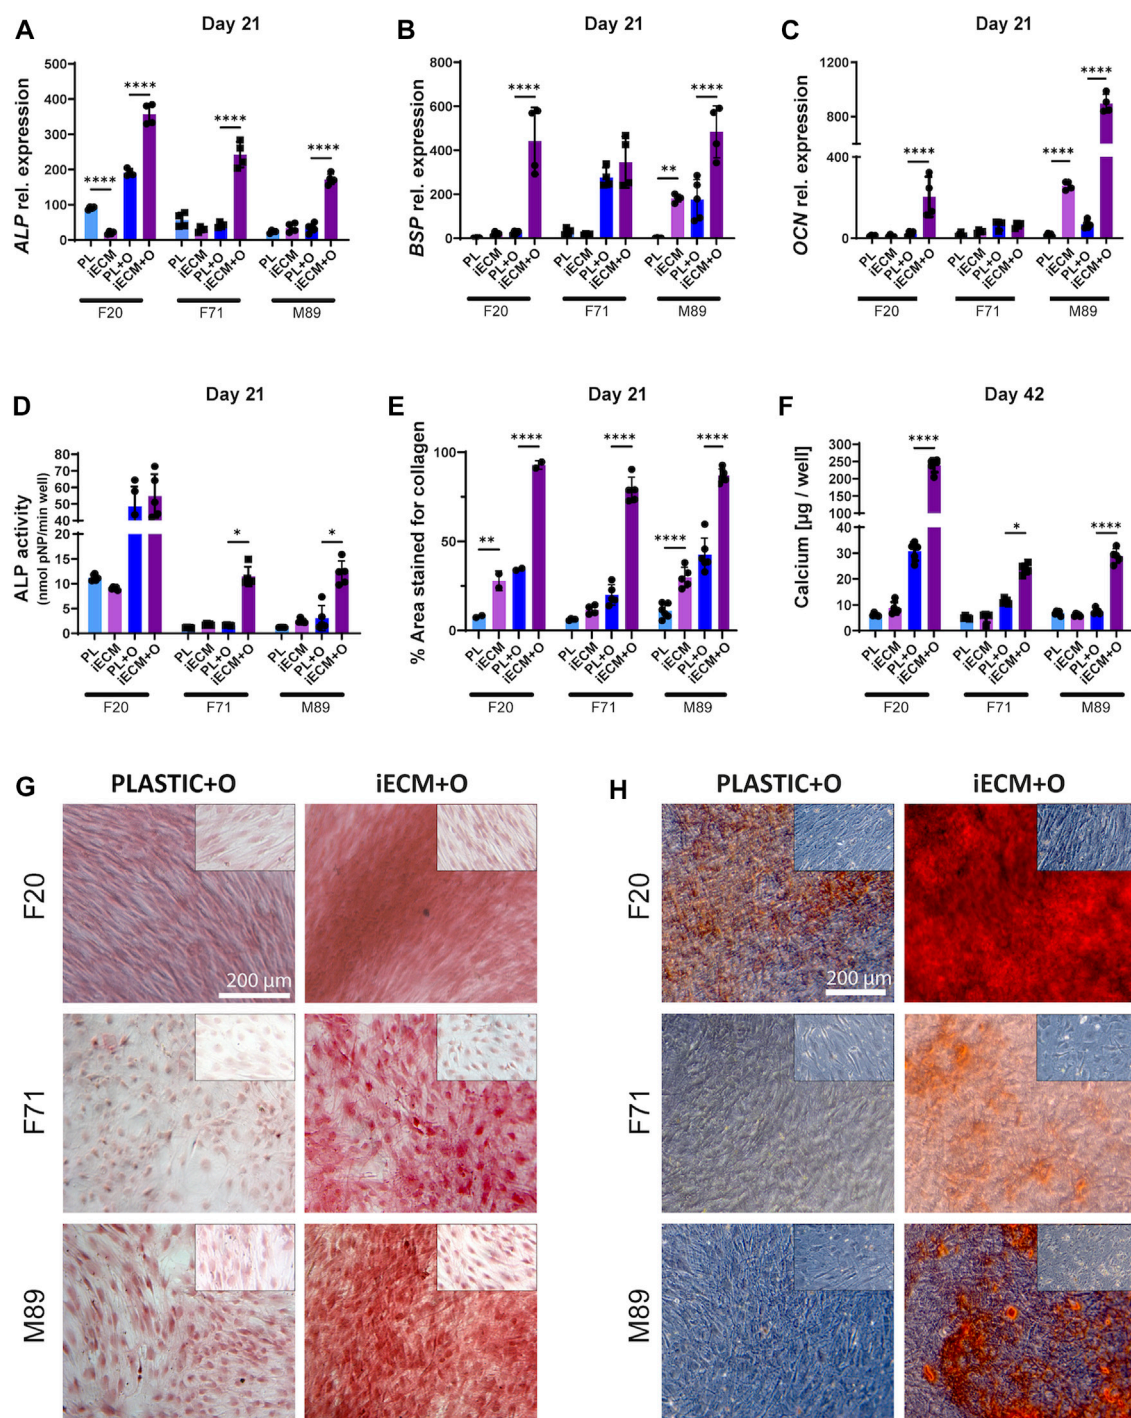 A
Day 21
ALP rel. expression
500
400
300
200
100
0
****
****
****
****
PL
iECM
PL+O
iECM+O
PL
iECM
PL+O
iECM+O
PL
iECM
PL+O
iECM+O
F20
F71
M89
B
Day 21
BSP rel. expression
800
600
400
200
0
****
**
****
PL
iECM
PL+O
iECM+O
PL
iECM
PL+O
iECM+O
PL
iECM
PL+O
iECM+O
F20
F71
M89
C
Day 21
OCN rel. expression
1200
800
400
0
****
****
****
PL
iECM
PL+O
iECM+O
PL
iECM
PL+O
iECM+O
PL
iECM
PL+O
iECM+O
F20
F71
M89
D
Day 21
ALP activity
(nmol pNP/min well)
80
70
60
50
40
20
15
10
5
0
*
*
PL
iECM
PL+O
iECM+O
PL
iECM
PL+O
iECM+O
PL
iECM
PL+O
iECM+O
F20
F71
M89
E
Day 21
% Area stained for collagen
100
50
0
**
****
****
****
****
PL
iECM
PL+O
iECM+O
PL
iECM
PL+O
iECM+O
PL
iECM
PL+O
iECM+O
F20
F71
M89
F
Day 42
Calcium [µg / well]
300
250
200
150
100
40
30
20
10
0
****
*
****
PL
iECM
PL+O
iECM+O
PL
iECM
PL+O
iECM+O
PL
iECM
PL+O
iECM+O
F20
F71
M89
G
PLASTIC+O
iECM+O
F20
200 µm
F71
M89
H
PLASTIC+O
iECM+O
F20
200 µm
F71
M89